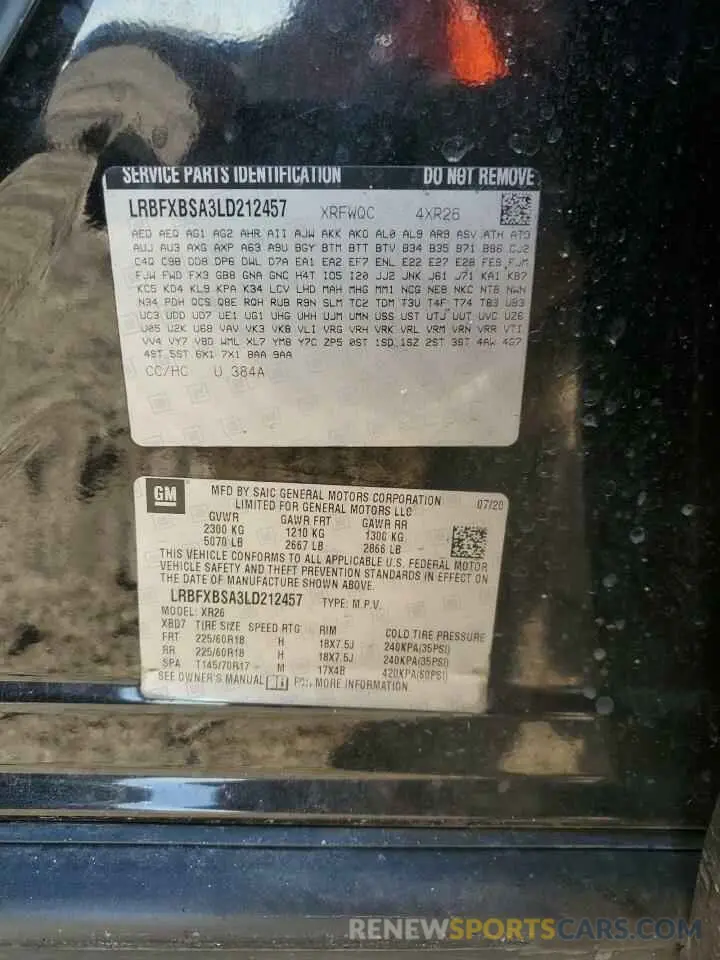 SERVICE PARTS IDENTIFICATION DO NOT REMOVE
LRBFXBSA3LD212457 XRFWQC 4XR26
AED AEQ AG1 AG2 AHR AII AJW AKK AKO AL0 AL9 AR9 ASV ATH AT9
AUJ AU3 AXG AXP A63 A9U BGY BTM BTT BTV B34 B35 B71 B86 CJ2
C4Q C98 DD8 DP6 DWL D7A EA1 EA2 EF7 ENL E22 E27 E28 FE9 FJM
FJW FWD FX3 GB8 GNA GNC H4T IO5 I20 JJ2 JNK J61 J71 KA1 KB7
KC5 KD4 KL9 KPA K34 LCV LHD MAH MHG MM1 NCG NE8 NKC NT8 NWN
N34 PDH QCS Q8E RQH RUB R9N SLM TC2 TDM T3U T4F T74 TB3 UB3
UC3 UDD UD7 UE1 UG1 UHG UHH UJM UMN USS UST UTJ UUT UVC UZ6
U05 U2K U68 VAV VK3 VK8 VLI VRG VRH VRK VRL VRM VRN VRR VTI
VV4 VY7 V8D WML XL7 YM8 Y7C ZP5 0ST 1SD 1SZ 2ST 3ST 4AW 4G7
4ST 5ST 6X1 7X1 8AA 9AA
CC/HC U 384A
GM MFD BY SAIC GENERAL MOTORS CORPORATION 07/20
LIMITED FOR GENERAL MOTORS LLC
GVWR GAWR FRT GAWR RR
2300 KG 1210 KG 1300 KG
5070 LB 2667 LB 2866 LB
THIS VEHICLE CONFORMS TO ALL APPLICABLE U.S. FEDERAL MOTOR
VEHICLE SAFETY AND THEFT PREVENTION STANDARDS IN EFFECT ON
THE DATE OF MANUFACTURE SHOWN ABOVE.
LRBFXBSA3LD212457 TYPE: M.P.V.
MODEL: XR26
XBD7 TIRE SIZE SPEED RTG RIM COLD TIRE PRESSURE
FRT 225/60R18 H 18X7.5J 240KPA(35PSI)
RR 225/60R18 H 18X7.5J 240KPA(35PSI)
SPA T145/70R17 M 17X4B 420KPA(60PSI)
SEE OWNER'S MANUAL FOR MORE INFORMATION
RENEWSPORTSCARS.COM